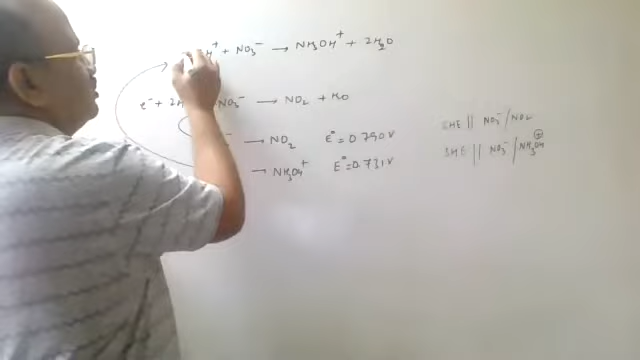 H⁺ + NO₃⁻ → NH₃OH⁺ + 2H₂O
e⁻ + 2H NO₃⁻ → NO₂ + H₂O
⁻ → NO₂ E° = 0.790 V
→ NH₃OH⁺ E° = 0.731 V
SHE || NO₃⁻ / NO₂
SHE || NO₃⁻ / NH₃OH⊕